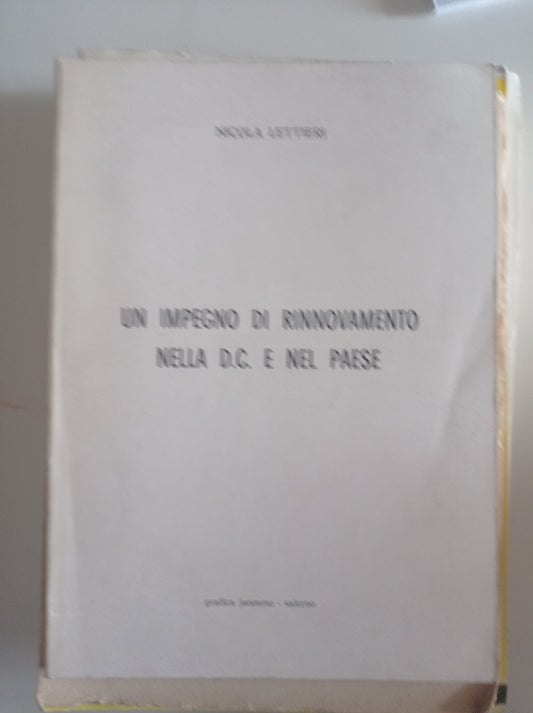 NICOLA LETTIERI
UN IMPEGNO DI RINNOVAMENTO
NELLA D.C. E NEL PAESE
grafica jannone - salerno